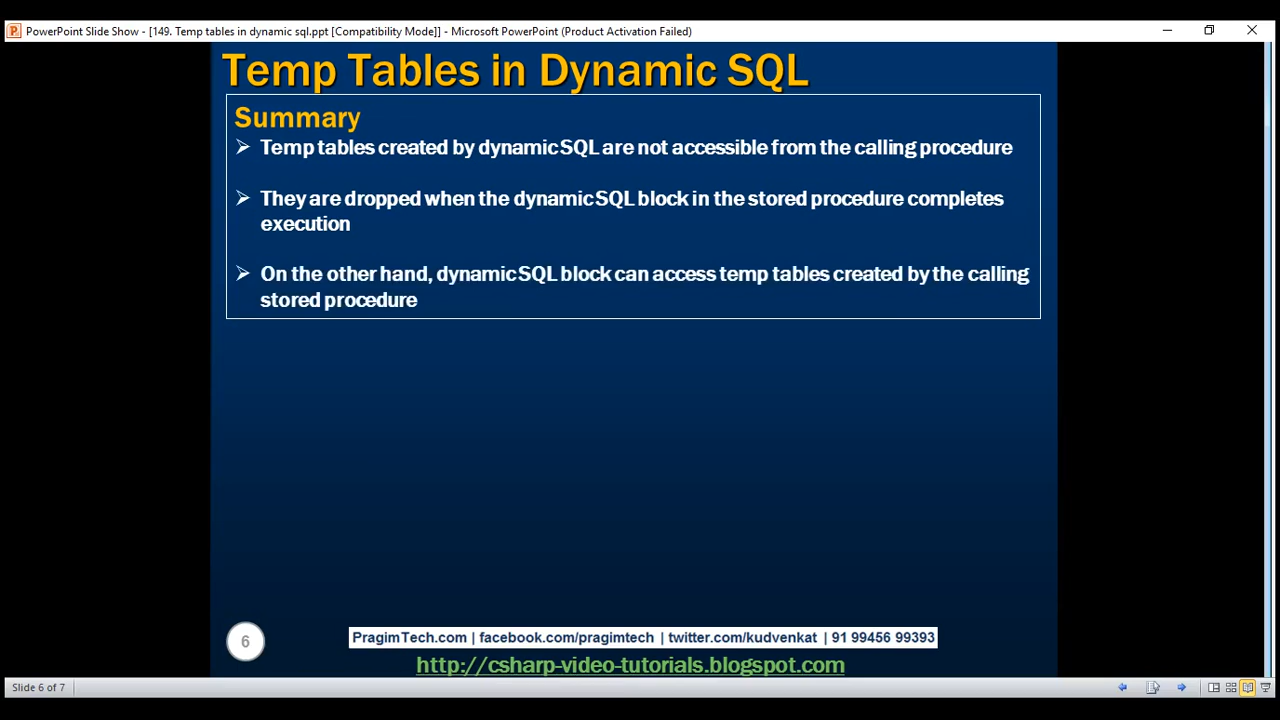 PowerPoint Slide Show - [149. Temp tables in dynamic sql.ppt [Compatibility Mode]] - Microsoft PowerPoint (Product Activation Failed)
Temp Tables in Dynamic SQL
Summary
Temp tables created by dynamic SQL are not accessible from the calling procedure
They are dropped when the dynamic SQL block in the stored procedure completes
execution
On the other hand, dynamic SQL block can access temp tables created by the calling
stored procedure
6
PragimTech.com | facebook.com/pragimtech | twitter.com/kudvenkat | 91 99456 99393
http://csharp-video-tutorials.blogspot.com
Slide 6 of 7